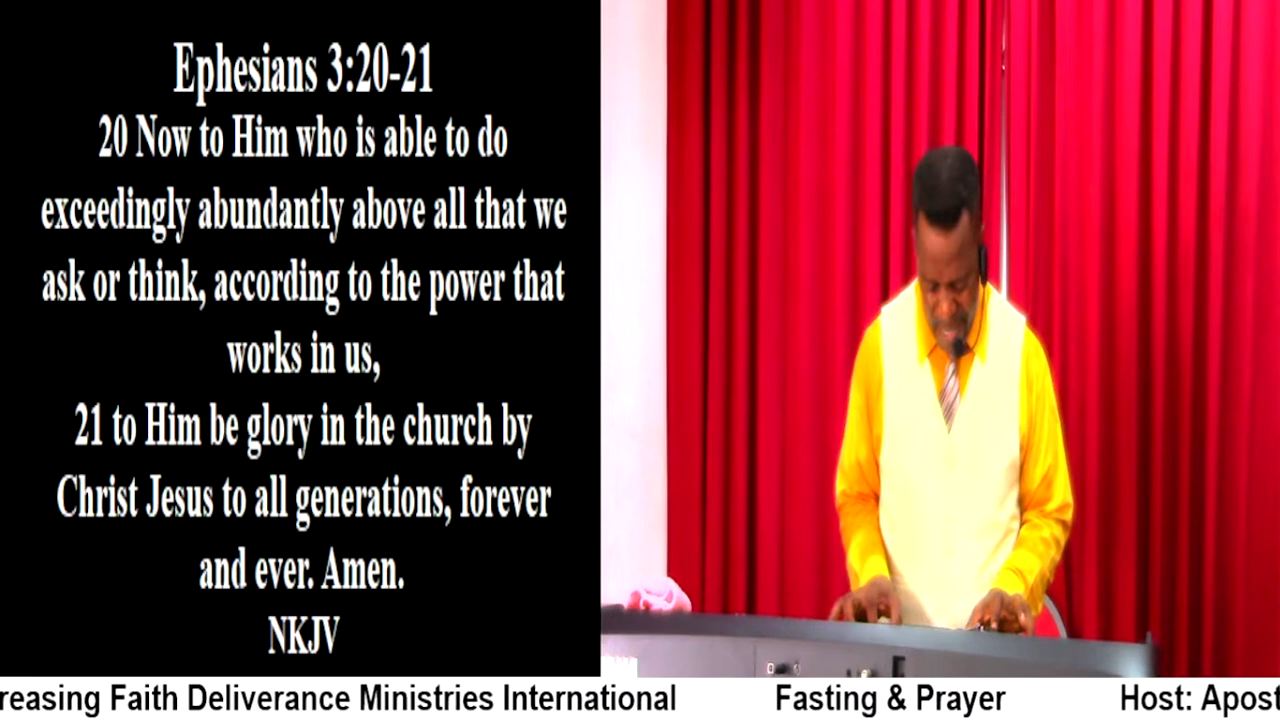 Ephesians 3:20-21
20 Now to Him who is able to do
exceedingly abundantly above all that we
ask or think, according to the power that
works in us,
21 to Him be glory in the church by
Christ Jesus to all generations, forever
and ever. Amen.
NKJV
reasing Faith Deliverance Ministries International Fasting & Prayer Host: Apost